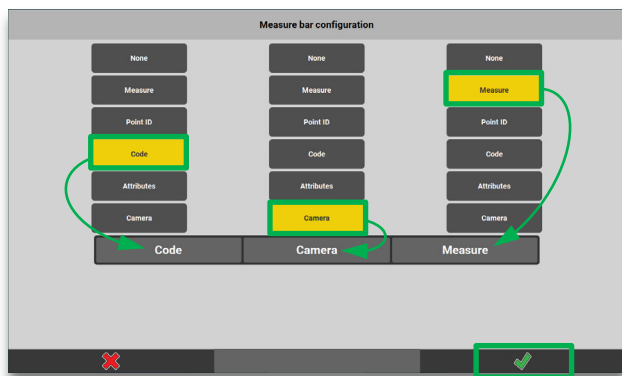 Measure bar configuration
None None None
Measure Measure Measure
Point ID Point ID Point ID
Code Code Code
Attributes Attributes Attributes
Camera Camera Camera
Code Camera Measure